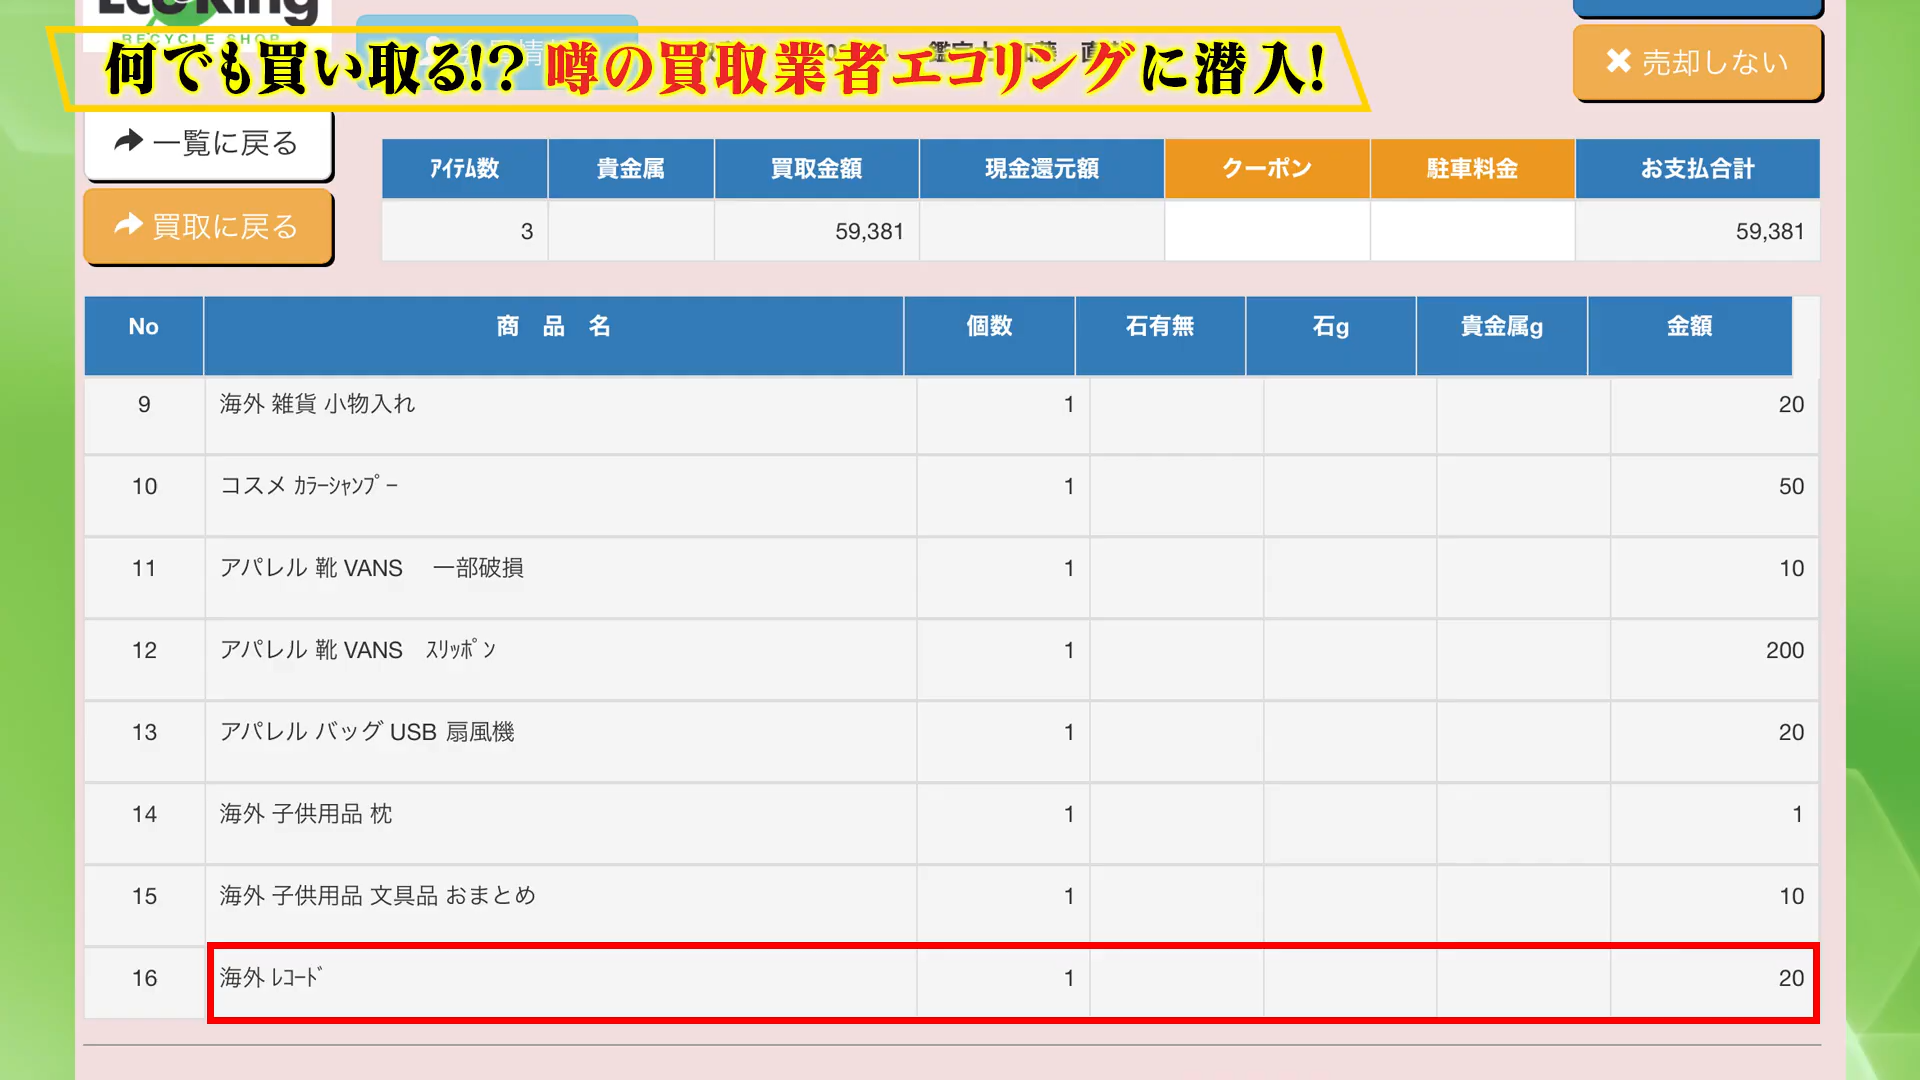 EcoRing
RECYCLE SHOP
何でも買い取る!? 噂の買取業者エコリングに潜入!
✖ 売却しない
一覧に戻る
買取に戻る
ｱｲﾃﾑ数 貴金属 買取金額 現金還元額 クーポン 駐車料金 お支払合計
3 59,381 59,381
No 商 品 名 個数 石有無 石g 貴金属g 金額
9 海外 雑貨 小物入れ 1 20
10 コスメ ｶﾗｰｼｬﾝﾌﾟｰ 1 50
11 アパレル 靴 VANS　一部破損 1 10
12 アパレル 靴 VANS　ｽﾘｯﾎﾟﾝ 1 200
13 アパレル バッグ USB 扇風機 1 20
14 海外 子供用品 枕 1 1
15 海外 子供用品 文具品 おまとめ 1 10
16 海外 ﾚｺｰﾄﾞ 1 20